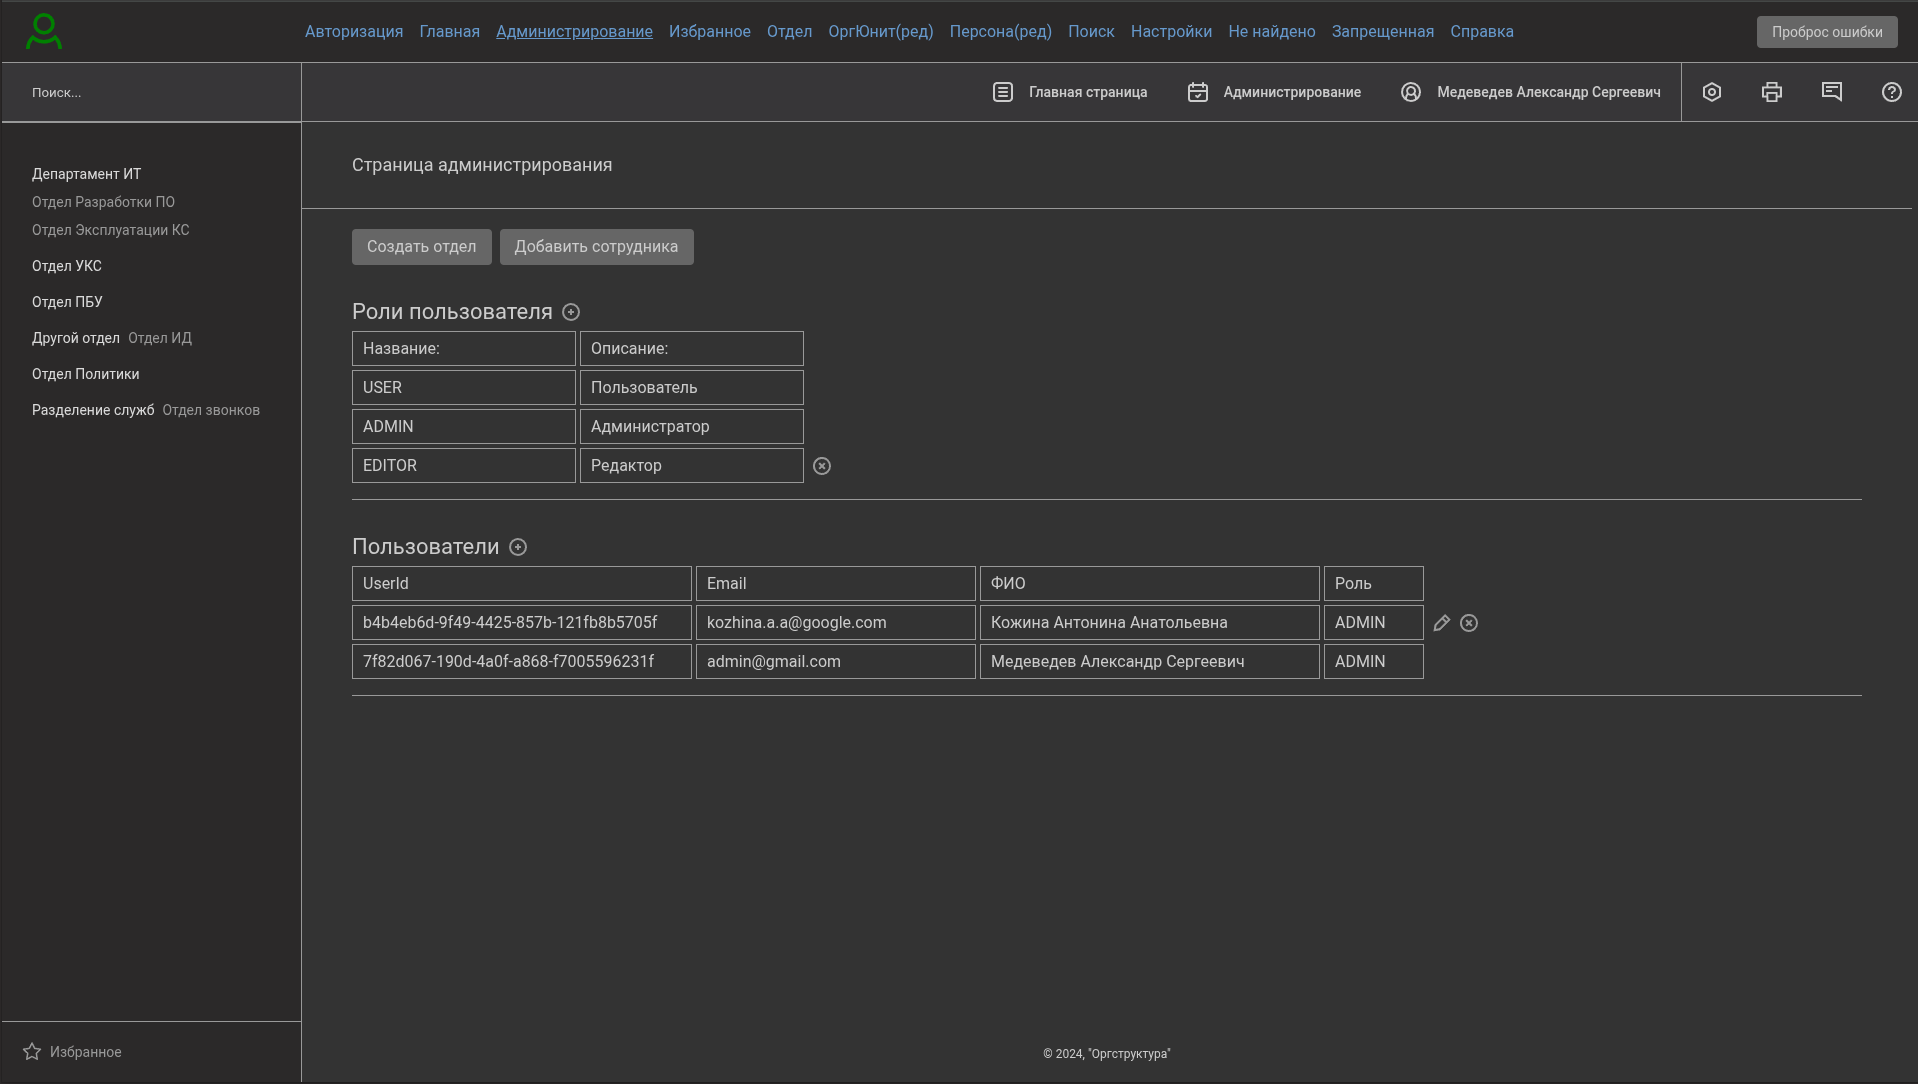 Авторизация Главная Администрирование Избранное Отдел ОргЮнит(ред) Персона(ред) Поиск Настройки Не найдено Запрещенная Справка Проброс ошибки
Поиск... Главная страница Администрирование Медеведев Александр Сергеевич
Департамент ИТ
Отдел Разработки ПО
Отдел Эксплуатации КС
Отдел УКС
Отдел ПБУ
Другой отдел Отдел ИД
Отдел Политики
Разделение служб Отдел звонков
Избранное
Страница администрирования
Создать отдел Добавить сотрудника
Роли пользователя
Название: Описание:
USER Пользователь
ADMIN Администратор
EDITOR Редактор
Пользователи
UserId Email ФИО Роль
b4b4eb6d-9f49-4425-857b-121fb8b5705f kozhina.a.a@google.com Кожина Антонина Анатольевна ADMIN
7f82d067-190d-4a0f-a868-f7005596231f admin@gmail.com Медеведев Александр Сергеевич ADMIN
© 2024, "Оргструктура"